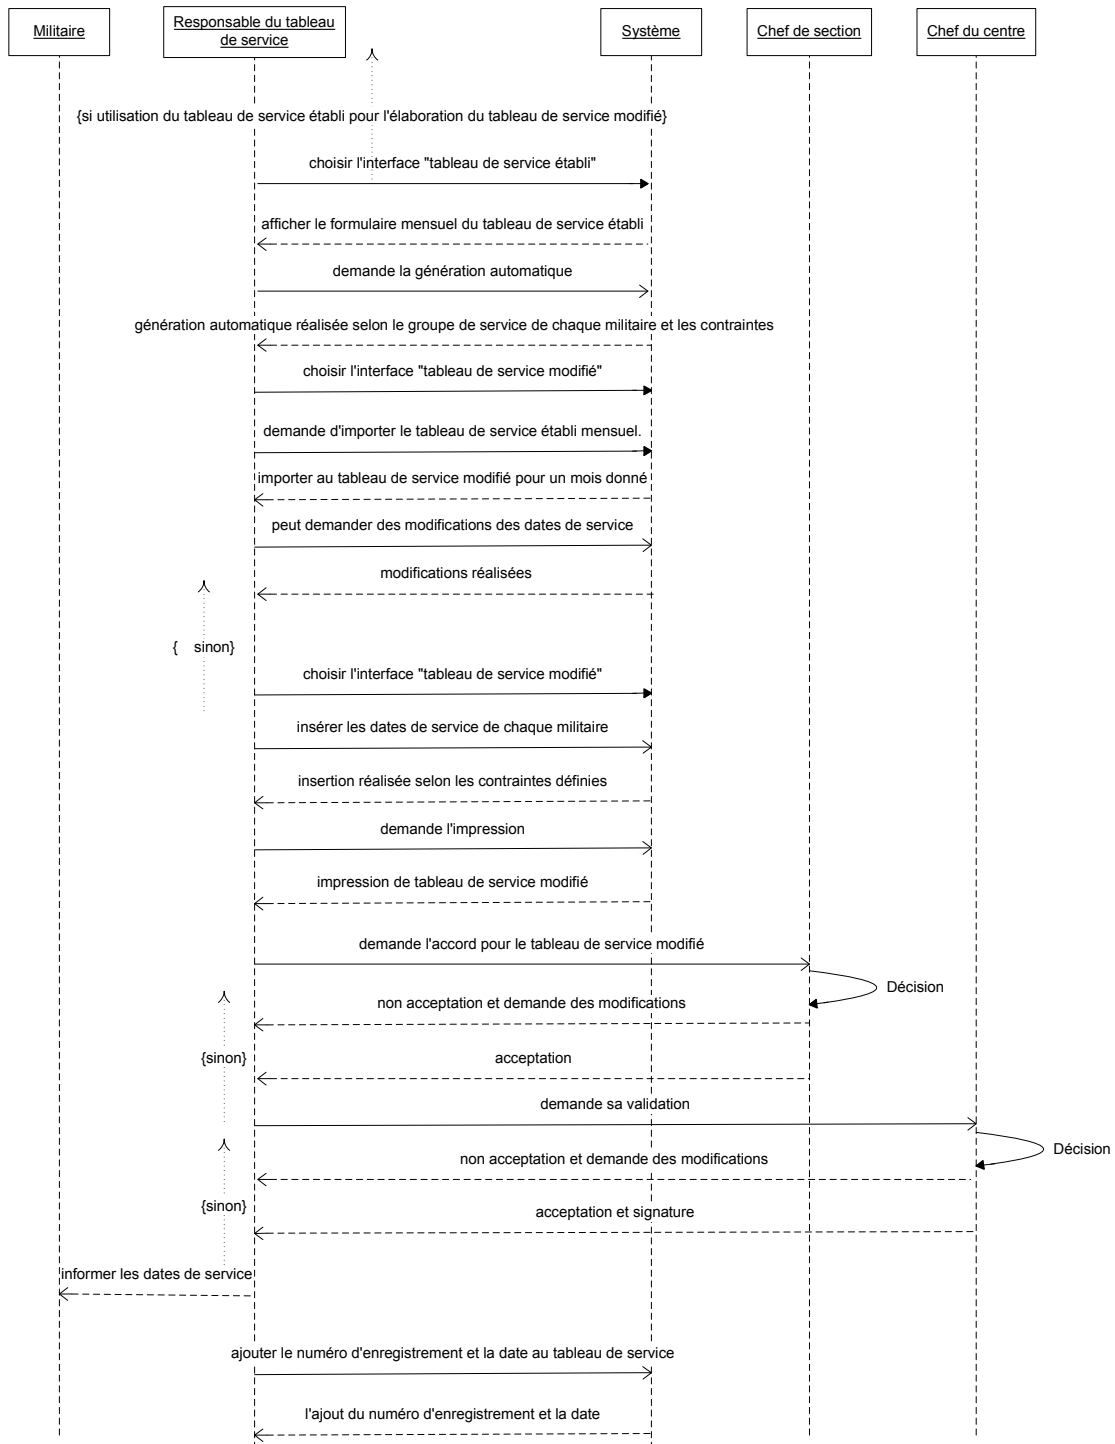 Militaire
Responsable du tableau
de service
Système
Chef de section
Chef du centre
{si utilisation du tableau de service établi pour l'élaboration du tableau de service modifié}
choisir l'interface "tableau de service établi"
afficher le formulaire mensuel du tableau de service établi
demande la génération automatique
génération automatique réalisée selon le groupe de service de chaque militaire et les contraintes
choisir l'interface "tableau de service modifié"
demande d'importer le tableau de service établi mensuel.
importer au tableau de service modifié pour un mois donné
peut demander des modifications des dates de service
modifications réalisées
{ sinon}
choisir l'interface "tableau de service modifié"
insérer les dates de service de chaque militaire
insertion réalisée selon les contraintes définies
demande l'impression
impression de tableau de service modifié
demande l'accord pour le tableau de service modifié
Décision
non acceptation et demande des modifications
{sinon}
acceptation
demande sa validation
Décision
non acceptation et demande des modifications
{sinon}
acceptation et signature
informer les dates de service
ajouter le numéro d'enregistrement et la date au tableau de service
l'ajout du numéro d'enregistrement et la date